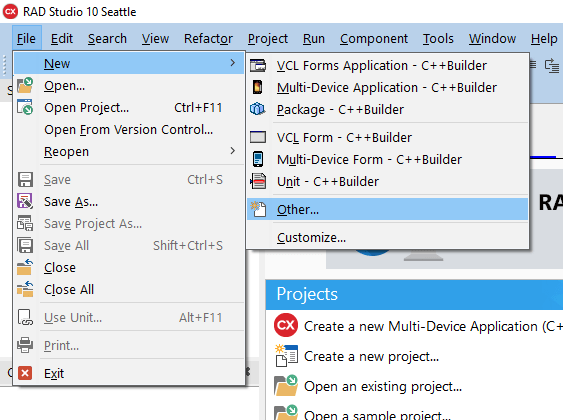 RAD Studio 10 Seattle
File Edit Search View Refactor Project Run Component Tools Window Help
New
Open...
Open Project... Ctrl+F11
Open From Version Control...
Reopen
Save Ctrl+S
Save As...
Save Project As...
Save All Shift+Ctrl+S
Close
Close All
Use Unit... Alt+F11
Print...
Exit
VCL Forms Application - C++Builder
Multi-Device Application - C++Builder
Package - C++Builder
VCL Form - C++Builder
Multi-Device Form - C++Builder
Unit - C++Builder
Other...
Customize...
RA
Projects
CX Create a new Multi-Device Application (C+
Create a new project...
Open an existing project...
Open a sample project...